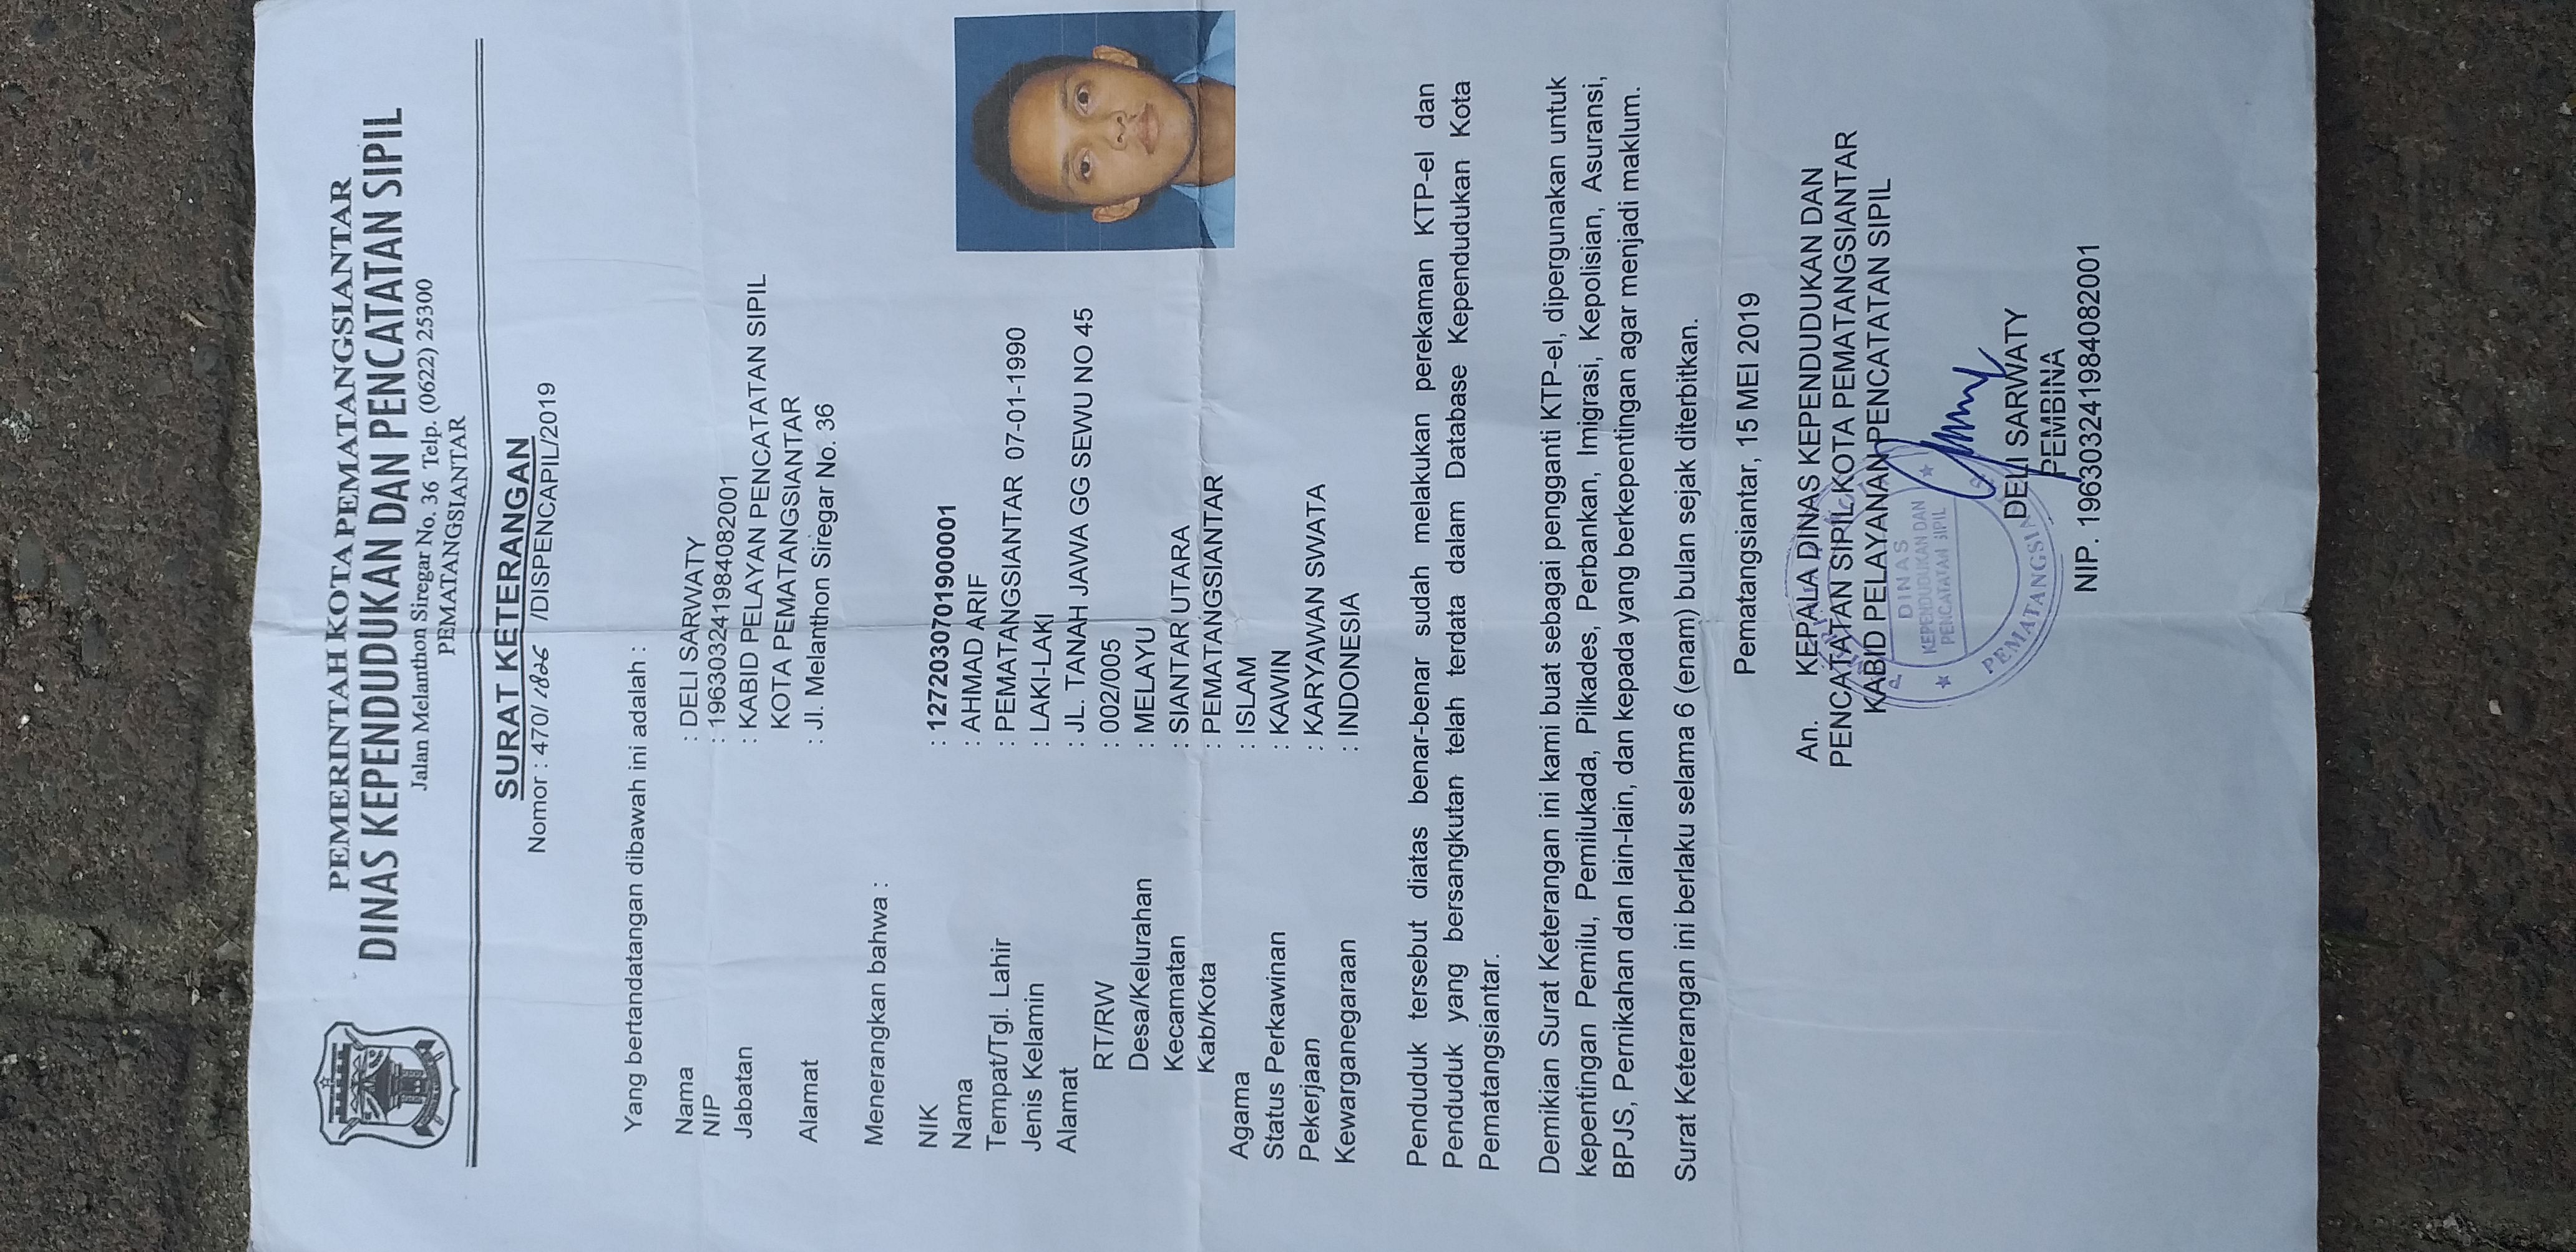 PEMERINTAH KOTA PEMATANGSIANTAR
DINAS KEPENDUDUKAN DAN PENCATATAN SIPIL
Jalan Melanthon Siregar No. 36 Telp. (0622) 25300
PEMATANGSIANTAR
SURAT KETERANGAN
Nomor : 470/ 1826 /DISPENCAPIL/2019
Yang bertandatangan dibawah ini adalah :
Nama : DELI SARWATY
NIP : 196303241984082001
Jabatan : KABID PELAYAN PENCATATAN SIPIL
KOTA PEMATANGSIANTAR
Alamat : Jl. Melanthon Siregar No. 36
Menerangkan bahwa :
NIK : 1272030701900001
Nama : AHMAD ARIF
Tempat/Tgl. Lahir : PEMATANGSIANTAR 07-01-1990
Jenis Kelamin : LAKI-LAKI
Alamat : JL. TANAH JAWA GG SEWU NO 45
RT/RW : 002/005
Desa/Kelurahan : MELAYU
Kecamatan : SIANTAR UTARA
Kab/Kota : PEMATANGSIANTAR
Agama : ISLAM
Status Perkawinan : KAWIN
Pekerjaan : KARYAWAN SWATA
Kewarganegaraan : INDONESIA
Penduduk tersebut diatas benar-benar sudah melakukan perekaman KTP-el dan
Penduduk yang bersangkutan telah terdata dalam Database Kependudukan Kota
Pematangsiantar.
Demikian Surat Keterangan ini kami buat sebagai pengganti KTP-el, dipergunakan untuk
kepentingan Pemilu, Pemilukada, Pilkades, Perbankan, Imigrasi, Kepolisian, Asuransi,
BPJS, Pernikahan dan lain-lain, dan kepada yang berkepentingan agar menjadi maklum.
Surat Keterangan ini berlaku selama 6 (enam) bulan sejak diterbitkan.
Pematangsiantar, 15 MEI 2019
An. KEPALA DINAS KEPENDUDUKAN DAN
PENCATATAN SIPIL KOTA PEMATANGSIANTAR
KABID PELAYANAN PENCATATAN SIPIL
PEMERINTAH KOTA
DINAS
KEPENDUDUKAN DAN
PENCATATAN SIPIL
PEMATANGSIANTAR
DELI SARWATY
PEMBINA
NIP. 196303241984082001